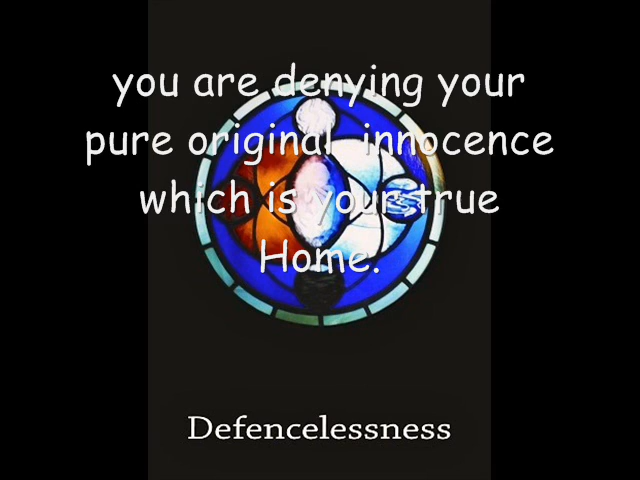 you are denying your
pure original  innocence
which is your true
Home.
Defencelessness